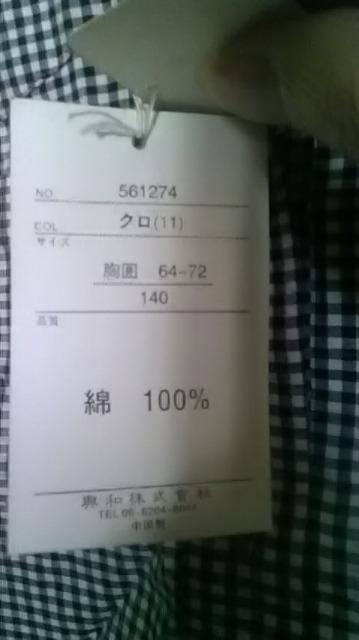 NO. 561274
COL. クロ(11)
サイズ
胸囲 64-72
140
品質
綿 100%
興和株式會社
中国製